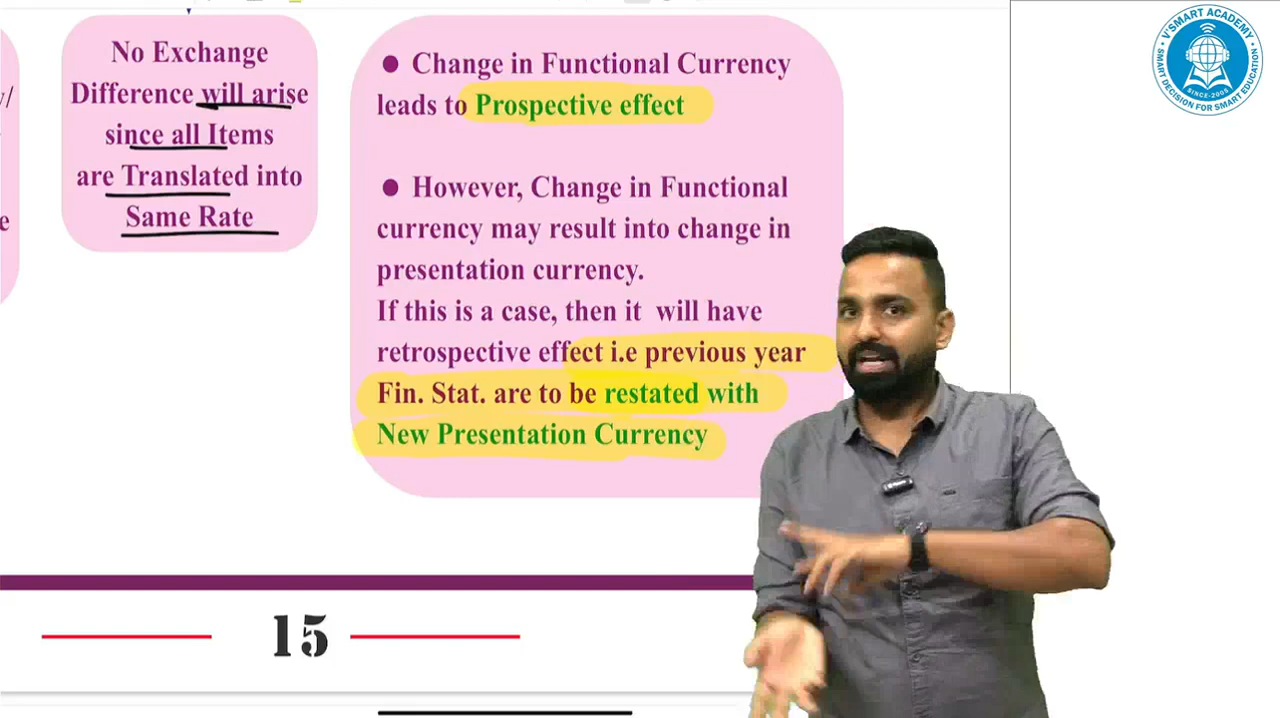 No Exchange
Difference will arise
since all Items
are Translated into
Same Rate
● Change in Functional Currency
leads to Prospective effect
● However, Change in Functional
currency may result into change in
presentation currency.
If this is a case, then it will have
retrospective effect i.e previous year
Fin. Stat. are to be restated with
New Presentation Currency
15
V'SMART ACADEMY
SINCE-2005
SMART DECISION FOR SMART EDUCATION